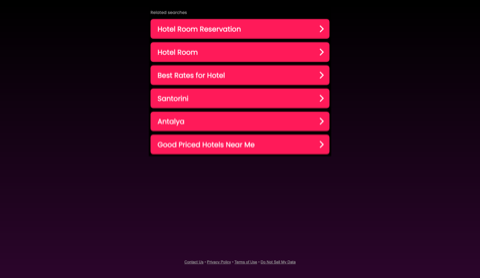 Related searches
Hotel Room Reservation
Hotel Room
Best Rates for Hotel
Santorini
Antalya
Good Priced Hotels Near Me
Contact Us • Privacy Policy • Terms of Use • Do Not Sell My Data